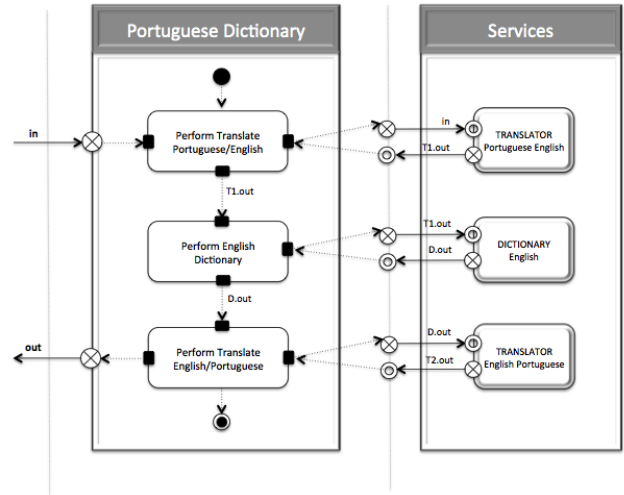 Portuguese Dictionary
Services
in
Perform Translate
Portuguese/English
in
T1.out
TRANSLATOR
Portuguese English
T1.out
Perform English
Dictionary
T1.out
D.out
DICTIONARY
English
D.out
out
Perform Translate
English/Portuguese
D.out
T2.out
TRANSLATOR
English Portuguese